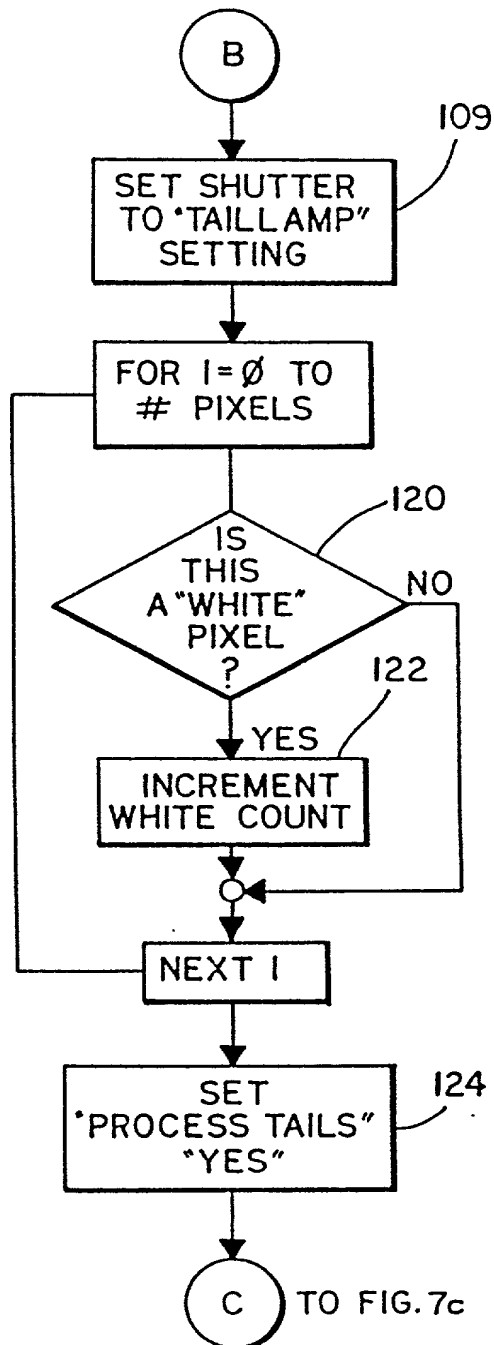 B
109
SET SHUTTER
TO "TAILLAMP"
SETTING
FOR I=Ø TO
# PIXELS
120
IS
THIS
A "WHITE"
PIXEL
?
NO
122
YES
INCREMENT
WHITE COUNT
NEXT I
SET
"PROCESS TAILS"
"YES"
124
C
TO FIG. 7c